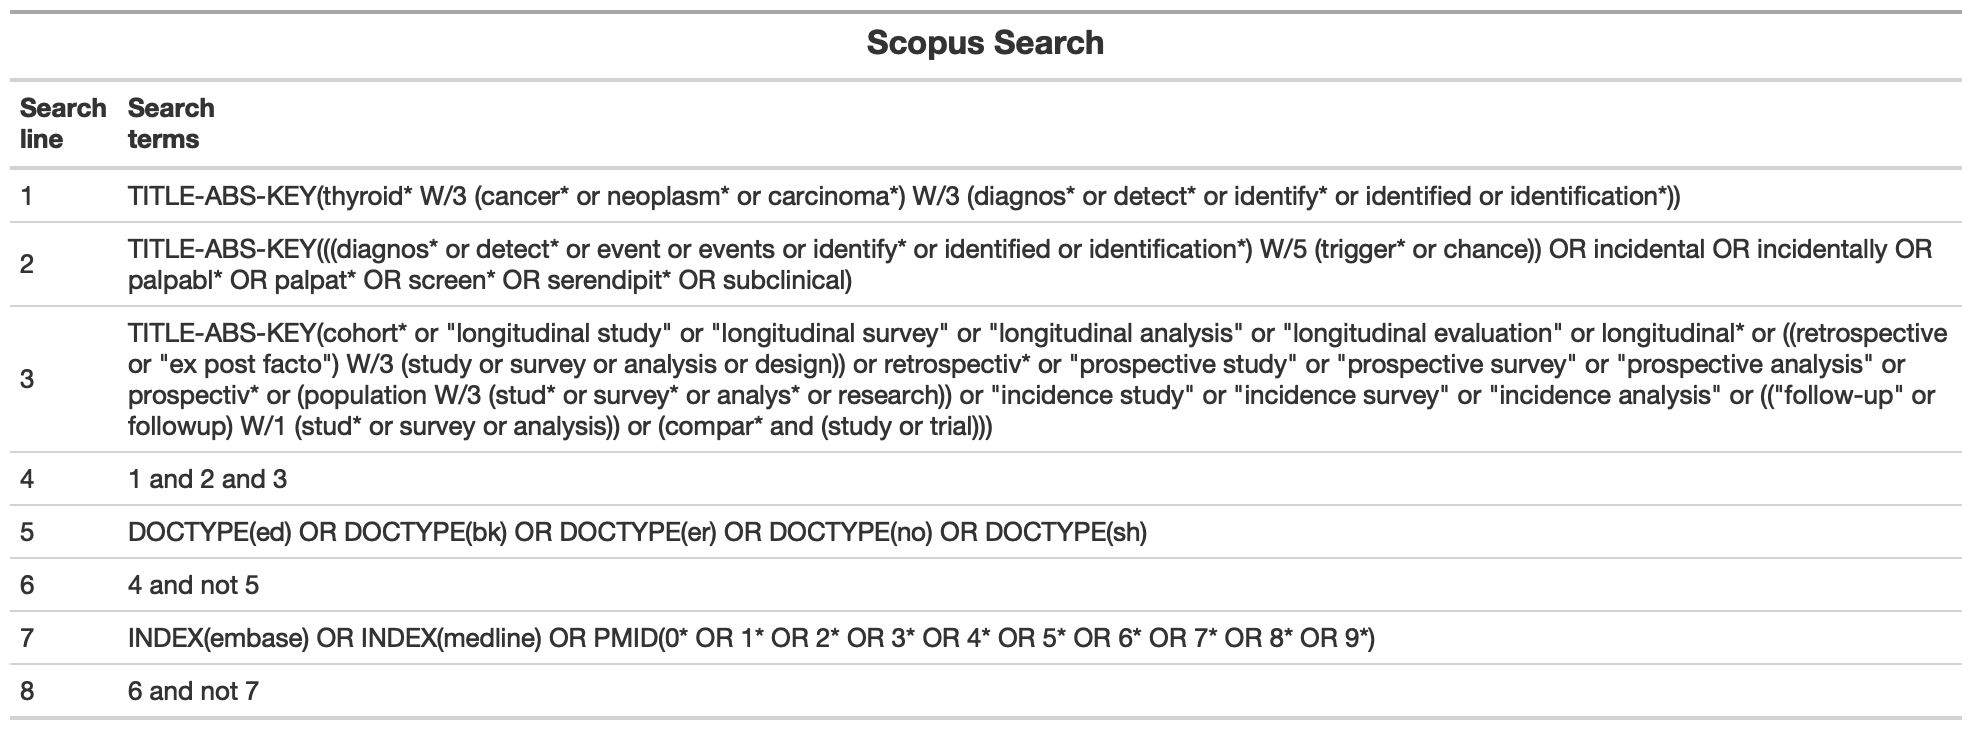 Scopus Search
Search line
Search terms
1
TITLE-ABS-KEY(thyroid* W/3 (cancer* or neoplasm* or carcinoma*) W/3 (diagnos* or detect* or identify* or identified or identification*))
2
TITLE-ABS-KEY(((diagnos* or detect* or event or events or identify* or identified or identification*) W/5 (trigger* or chance)) OR incidental OR incidentally OR
palpabl* OR palpat* OR screen* OR serendipit* OR subclinical)
3
TITLE-ABS-KEY(cohort* or "longitudinal study" or "longitudinal survey" or "longitudinal analysis" or "longitudinal evaluation" or longitudinal* or ((retrospective
or "ex post facto") W/3 (study or survey or analysis or design)) or retrospectiv* or "prospective study" or "prospective survey" or "prospective analysis" or
prospectiv* or (population W/3 (stud* or survey* or analys* or research)) or "incidence study" or "incidence survey" or "incidence analysis" or (("follow-up" or
followup) W/1 (stud* or survey or analysis)) or (compar* and (study or trial)))
4
1 and 2 and 3
5
DOCTYPE(ed) OR DOCTYPE(bk) OR DOCTYPE(er) OR DOCTYPE(no) OR DOCTYPE(sh)
6
4 and not 5
7
INDEX(embase) OR INDEX(medline) OR PMID(0* OR 1* OR 2* OR 3* OR 4* OR 5* OR 6* OR 7* OR 8* OR 9*)
8
6 and not 7